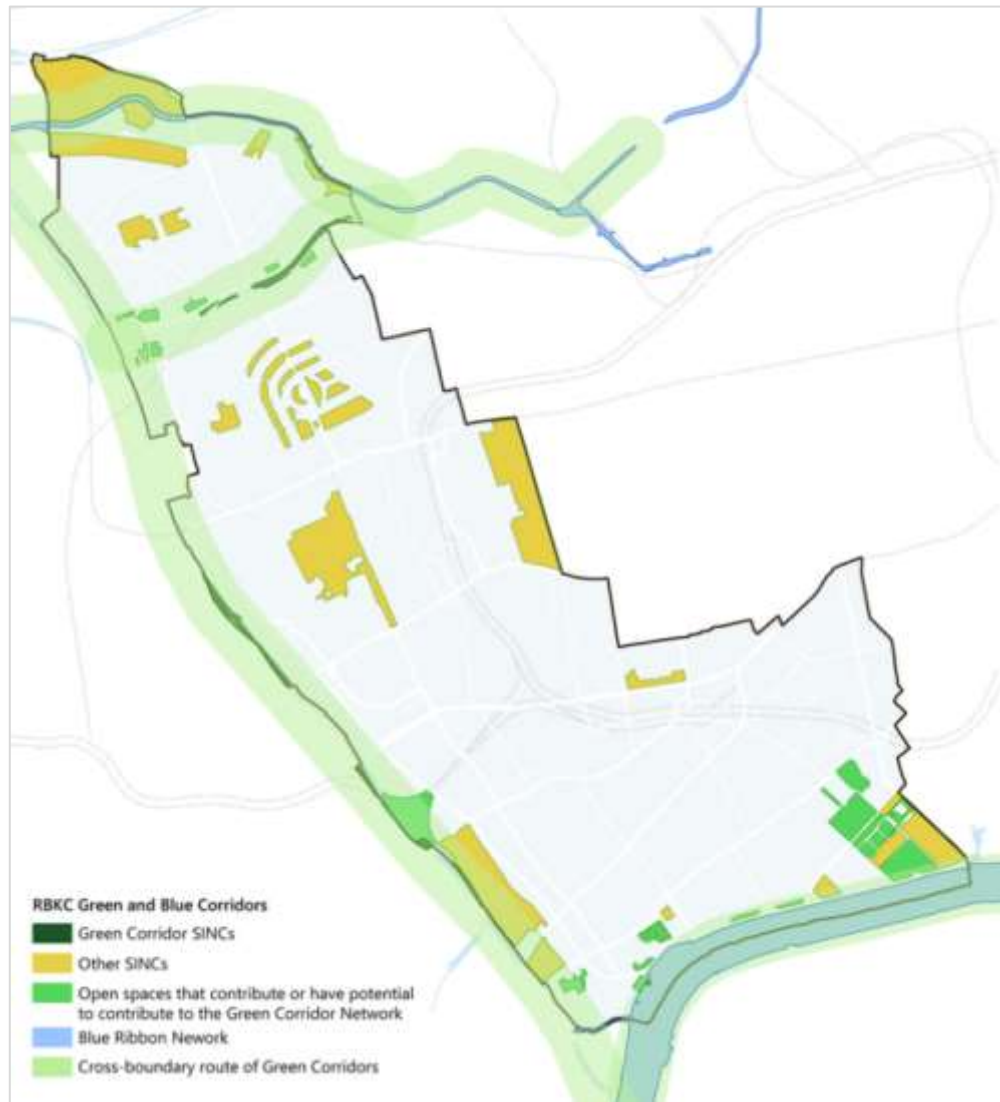 RBKC Green and Blue Corridors
Green Corridor SINCs
Other SINCs
Open spaces that contribute or have potential
to contribute to the Green Corridor Network
Blue Ribbon Nework
Cross-boundary route of Green Corridors